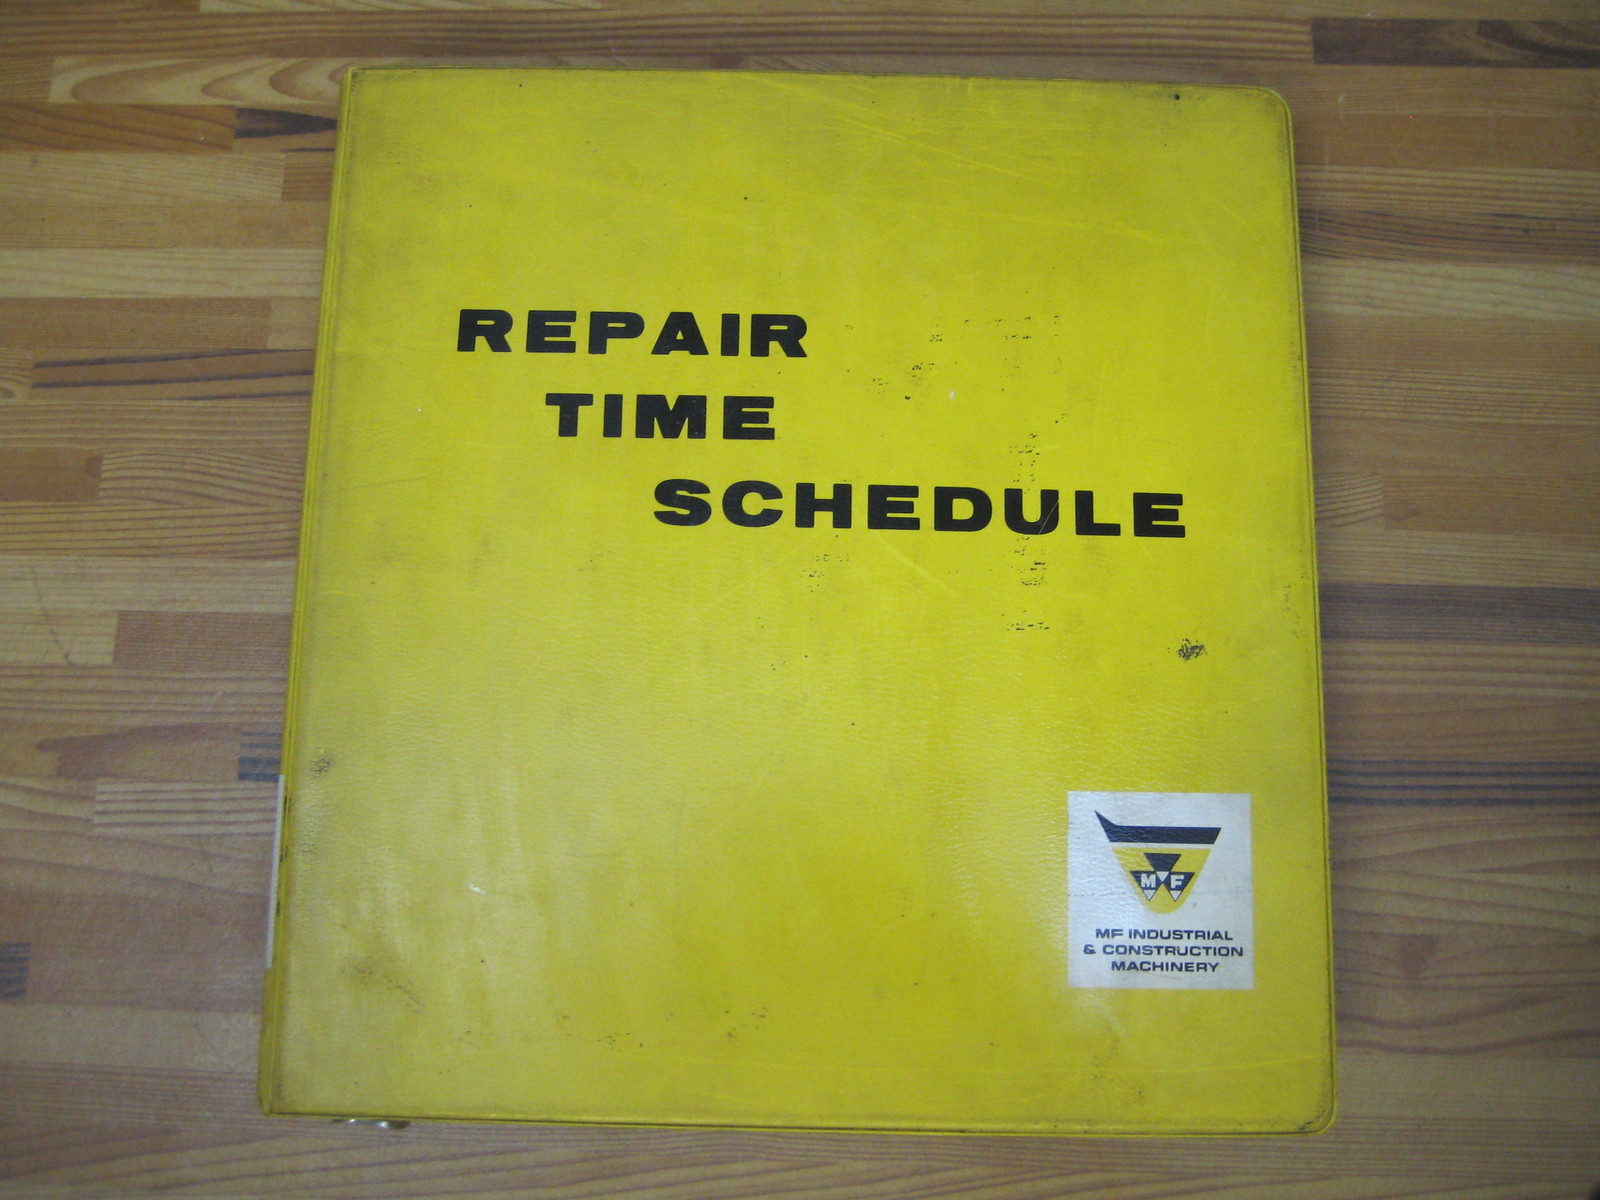 REPAIR
TIME
SCHEDULE
MF
MF INDUSTRIAL
& CONSTRUCTION
MACHINERY